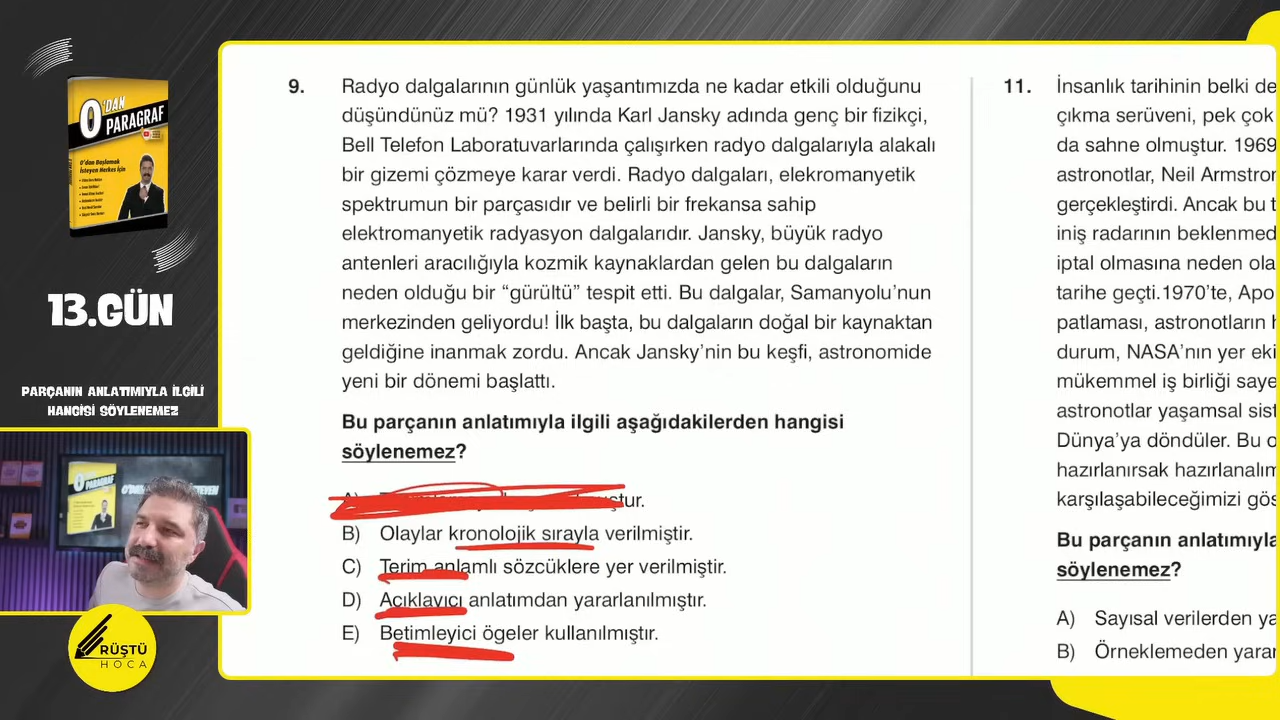 O'DAN
PARAGRAF
O'dan Başlamak
İsteyen Herkes İçin
13.GÜN
PARÇANIN ANLATIMIYLA İLGİLİ
HANGİSİ SÖYLENEMEZ
RÜŞTÜ
HOCA
9. Radyo dalgalarının günlük yaşantımızda ne kadar etkili olduğunu
düşündünüz mü? 1931 yılında Karl Jansky adında genç bir fizikçi,
Bell Telefon Laboratuvarlarında çalışırken radyo dalgalarıyla alakalı
bir gizemi çözmeye karar verdi. Radyo dalgaları, elekromanyetik
spektrumun bir parçasıdır ve belirli bir frekansa sahip
elektromanyetik radyasyon dalgalarıdır. Jansky, büyük radyo
antenleri aracılığıyla kozmik kaynaklardan gelen bu dalgaların
neden olduğu bir “gürültü” tespit etti. Bu dalgalar, Samanyolu’nun
merkezinden geliyordu! İlk başta, bu dalgaların doğal bir kaynaktan
geldiğine inanmak zordu. Ancak Jansky’nin bu keşfi, astronomide
yeni bir dönemi başlattı.
Bu parçanın anlatımıyla ilgili aşağıdakilerden hangisi
söylenemez?
A)
B) Olaylar kronolojik sırayla verilmiştir.
C) Terim anlamlı sözcüklere yer verilmiştir.
D) Açıklayıcı anlatımdan yararlanılmıştır.
E) Betimleyici ögeler kullanılmıştır.
11. İnsanlık tarihinin belki de
çıkma serüveni, pek çok
da sahne olmuştur. 1969
astronotlar, Neil Armstron
gerçekleştirdi. Ancak bu t
iniş radarının beklenmed
iptal olmasına neden ola
tarihe geçti.1970’te, Apo
patlaması, astronotların h
durum, NASA’nın yer eki
mükemmel iş birliği saye
astronotlar yaşamsal sist
Dünya’ya döndüler. Bu o
hazırlanırsak hazırlanalım
karşılaşabileceğimizi gös
Bu parçanın anlatımıyla
söylenemez?
A) Sayısal verilerden ya
B) Örneklemeden yarar